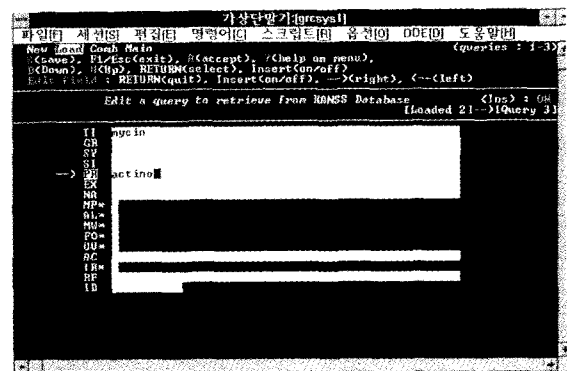 가상단말기:[grcsys1]
파일[F] 세션[S] 편집[E] 명령어[C] 스크립트[R] 옵션[O] DDE[D] 도움말[H]
New Load Comb Main (queries : 1-3)
(save), F1/Esc(exit), A(accept), ?(help on menu),
D(Down), U(Up), RETURN(select), Insert(on/off)
Edit field : RETURN(quit), Insert(on/off), -->(right), <--(left)
Edit a query to retrieve from KONSS Database <Ins> : ON
[Loaded 2]-->[Query 3]
TI mycin
GR
SY
SI
--> PR actino
EX
NA
MP*
AL*
MW*
FO*
UV*
AC
IR*
RF
ID